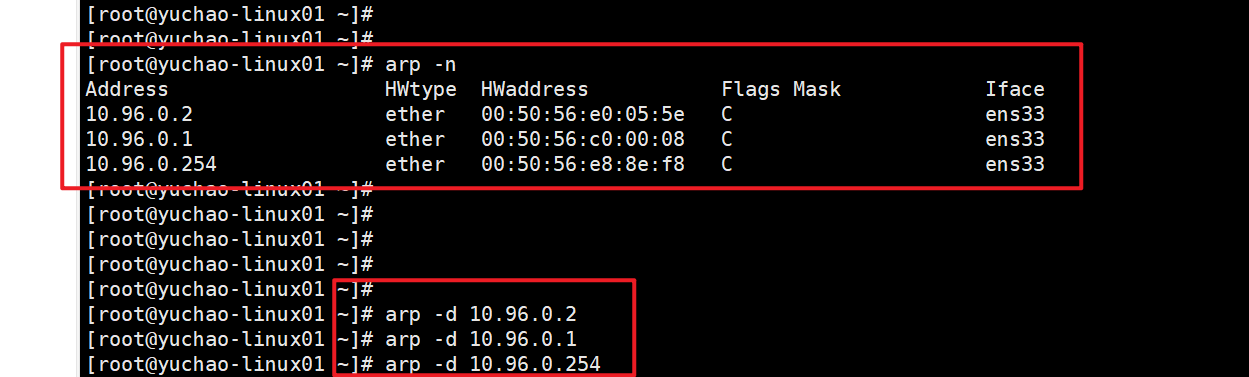 [root@yuchao-linux01 ~]#
[root@yuchao-linux01 ~]#
[root@yuchao-linux01 ~]# arp -n
Address                  HWtype  HWaddress           Flags Mask            Iface
10.96.0.2                ether   00:50:56:e0:05:5e   C                     ens33
10.96.0.1                ether   00:50:56:c0:00:08   C                     ens33
10.96.0.254              ether   00:50:56:e8:8e:f8   C                     ens33
[root@yuchao-linux01 ~]#
[root@yuchao-linux01 ~]#
[root@yuchao-linux01 ~]#
[root@yuchao-linux01 ~]#
[root@yuchao-linux01 ~]#
[root@yuchao-linux01 ~]# arp -d 10.96.0.2
[root@yuchao-linux01 ~]# arp -d 10.96.0.1
[root@yuchao-linux01 ~]# arp -d 10.96.0.254